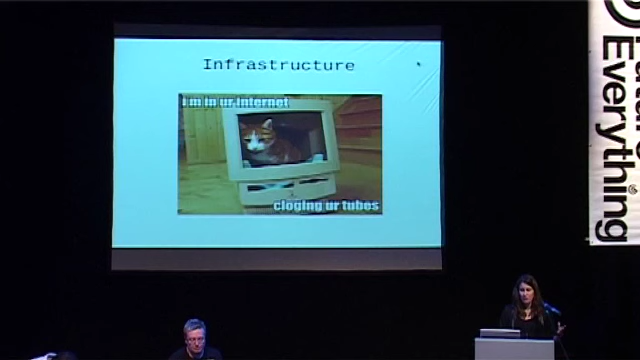 Infrastructure
i'm in ur internet
cloging ur tubes
Everything